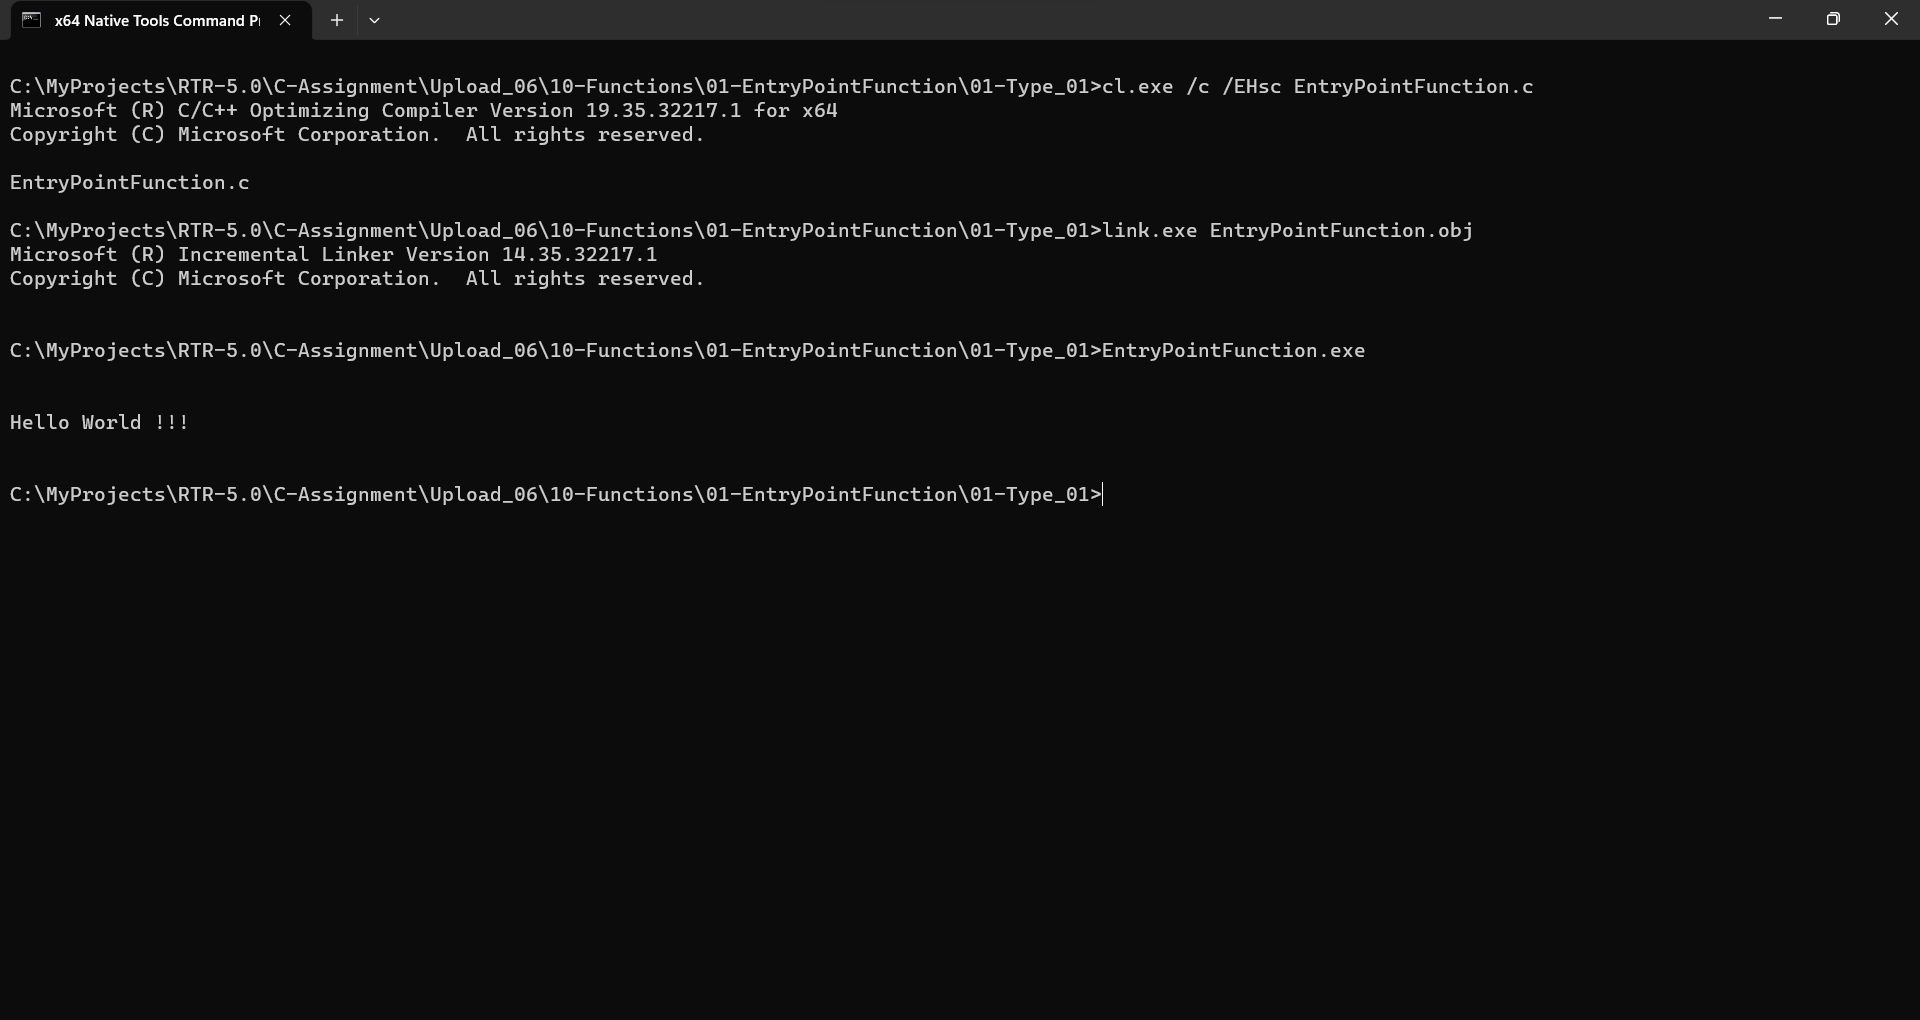 x64 Native Tools Command P
C:\MyProjects\RTR-5.0\C-Assignment\Upload_06\10-Functions\01-EntryPointFunction\01-Type_01>cl.exe /c /EHsc EntryPointFunction.c
Microsoft (R) C/C++ Optimizing Compiler Version 19.35.32217.1 for x64
Copyright (C) Microsoft Corporation.  All rights reserved.
EntryPointFunction.c
C:\MyProjects\RTR-5.0\C-Assignment\Upload_06\10-Functions\01-EntryPointFunction\01-Type_01>link.exe EntryPointFunction.obj
Microsoft (R) Incremental Linker Version 14.35.32217.1
Copyright (C) Microsoft Corporation.  All rights reserved.
C:\MyProjects\RTR-5.0\C-Assignment\Upload_06\10-Functions\01-EntryPointFunction\01-Type_01>EntryPointFunction.exe
Hello World !!!
C:\MyProjects\RTR-5.0\C-Assignment\Upload_06\10-Functions\01-EntryPointFunction\01-Type_01>